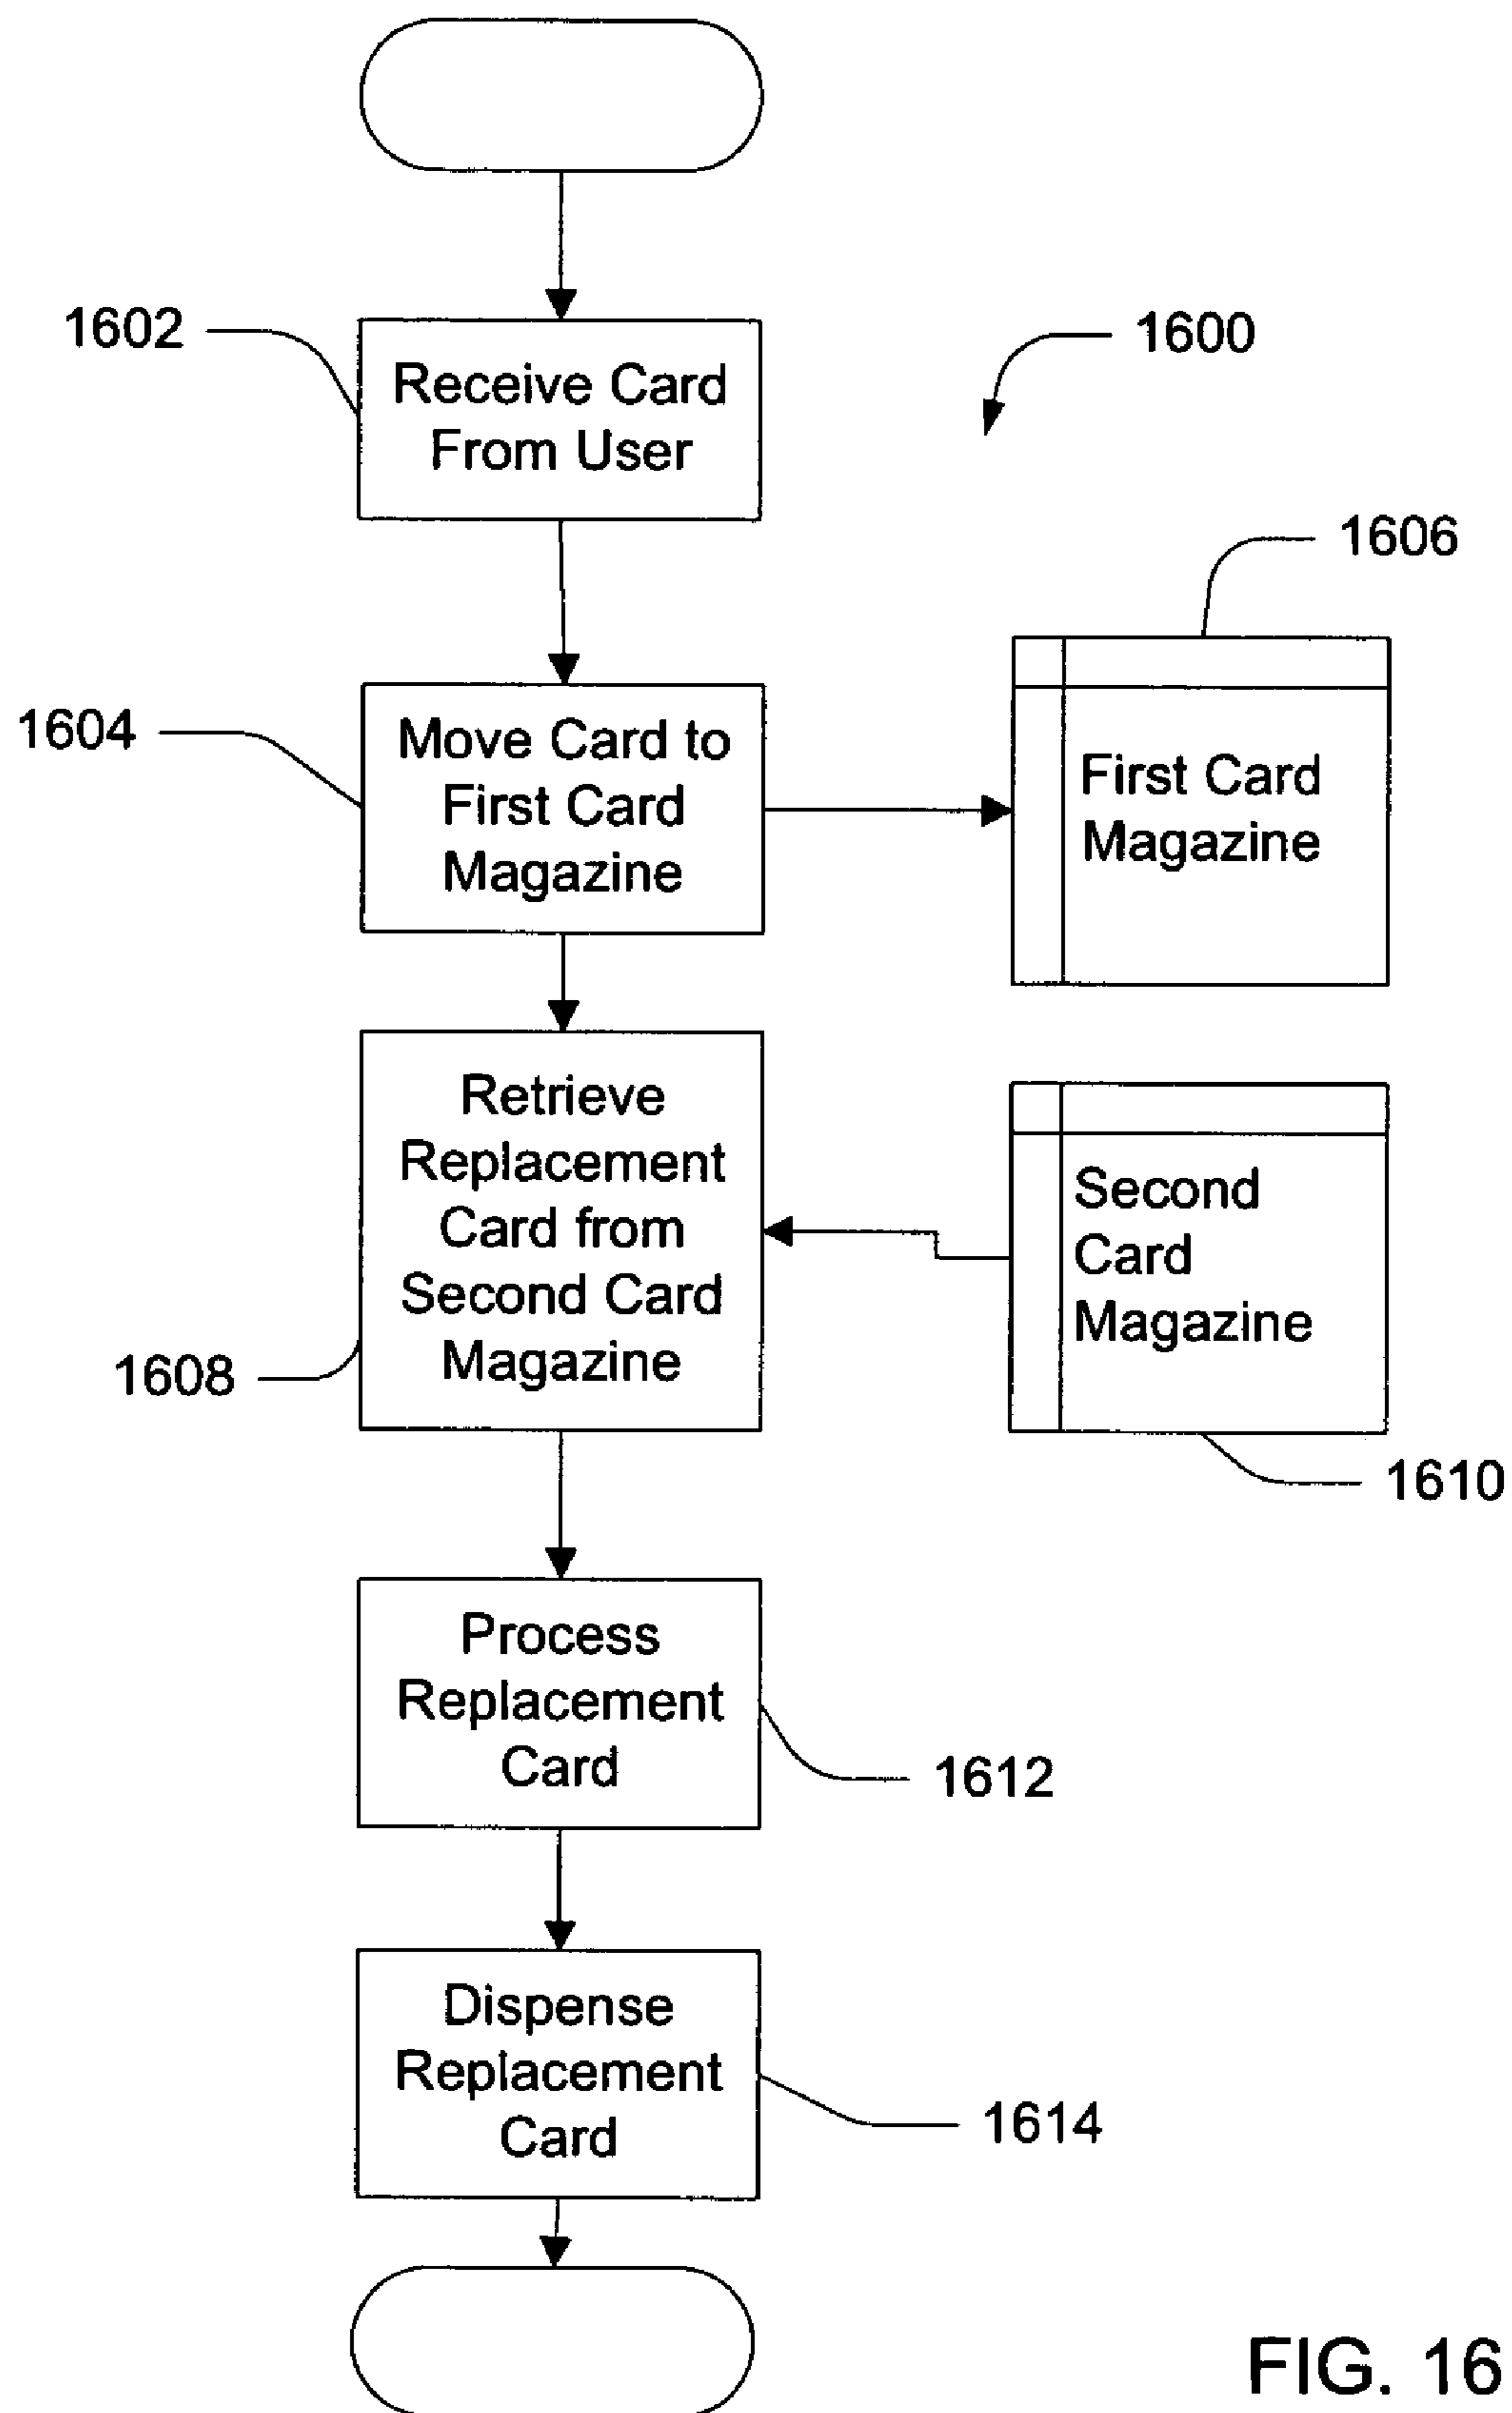 1602
Receive Card
From User
1600
1606
1604
Move Card to
First Card
Magazine
First Card
Magazine
Retrieve
Replacement
Card from
Second Card
Magazine
1608
Second
Card
Magazine
1610
Process
Replacement
Card
1612
Dispense
Replacement
Card
1614
FIG. 16